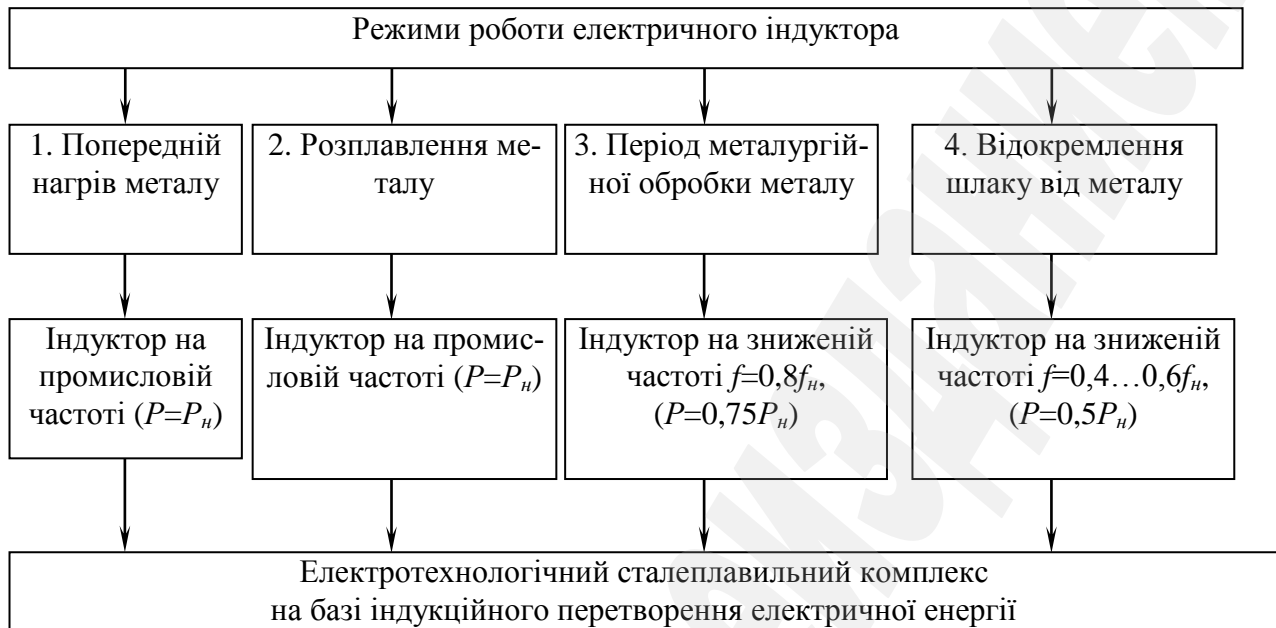 Режими роботи електричного індуктора
1. Попередній
нагрів металу
2. Розплавлення ме-
талу
3. Період металургій-
ної обробки металу
4. Відокремлення
шлаку від металу
Індуктор на
промисловій
частоті (P=Pн)
Індуктор на промис-
ловій частоті (P=Pн)
Індуктор на зниженій
частоті f=0,8fн,
(P=0,75Pн)
Індуктор на зниженій
частоті f=0,4…0,6fн,
(P=0,5Pн)
Електротехнологічний сталеплавильний комплекс
на базі індукційного перетворення електричної енергії